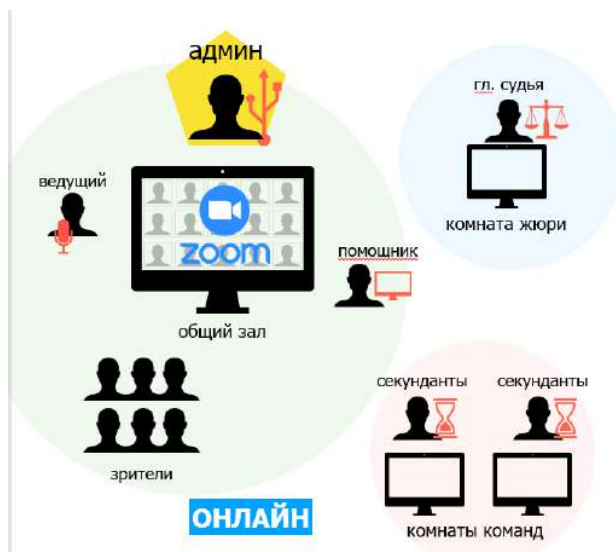 админ
гл. судья
ведущий
zoom
комната жюри
помощник
общий зал
секунданты
секунданты
зрители
ОНЛАЙН
комнаты команд